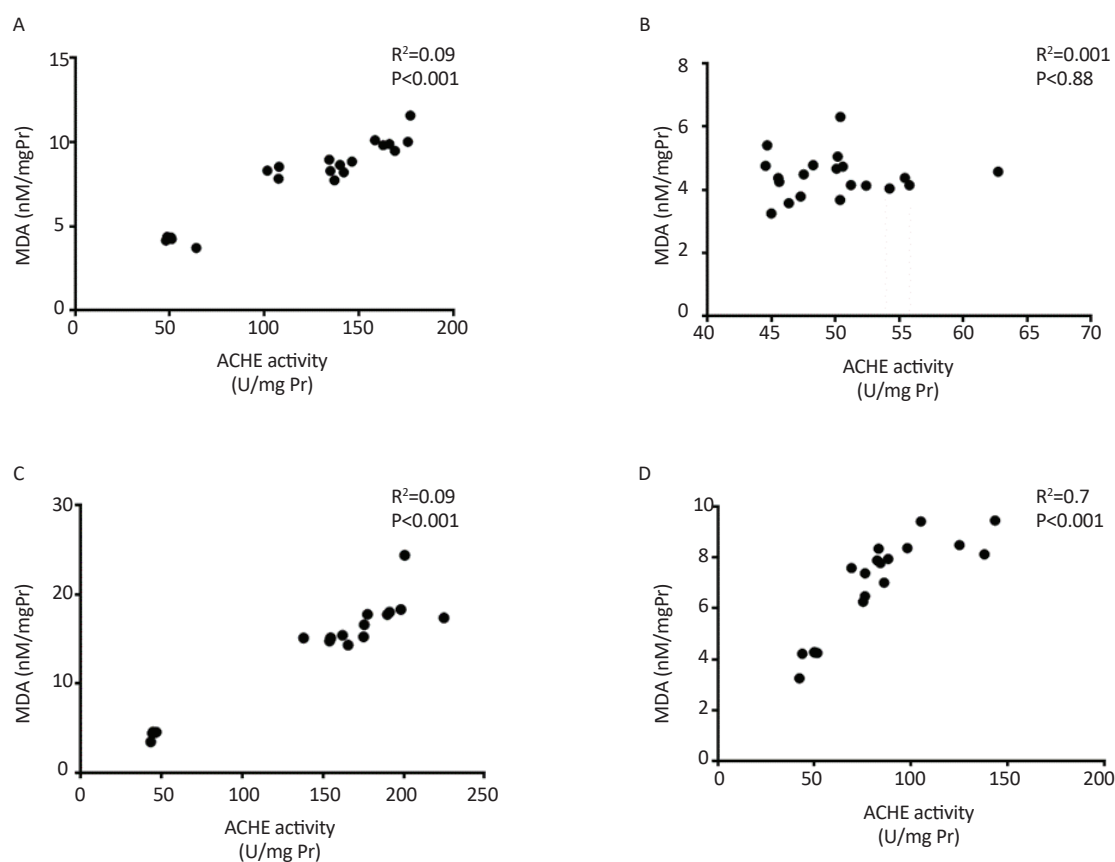 A
R²=0.09
P<0.001
15
10
5
0
MDA (nM/mgPr)
0 50 100 150 200
ACHE activity
(U/mg Pr)
B
R²=0.001
P<0.88
8
6
4
2
0
MDA (nM/mgPr)
40 45 50 55 60 65 70
ACHE activity
(U/mg Pr)
C
R²=0.09
P<0.001
30
20
10
0
MDA (nM/mgPr)
0 50 100 150 200 250
ACHE activity
(U/mg Pr)
D
R²=0.7
P<0.001
10
8
6
4
2
0
MDA (nM/mgPr)
0 50 100 150 200
ACHE activity
(U/mg Pr)